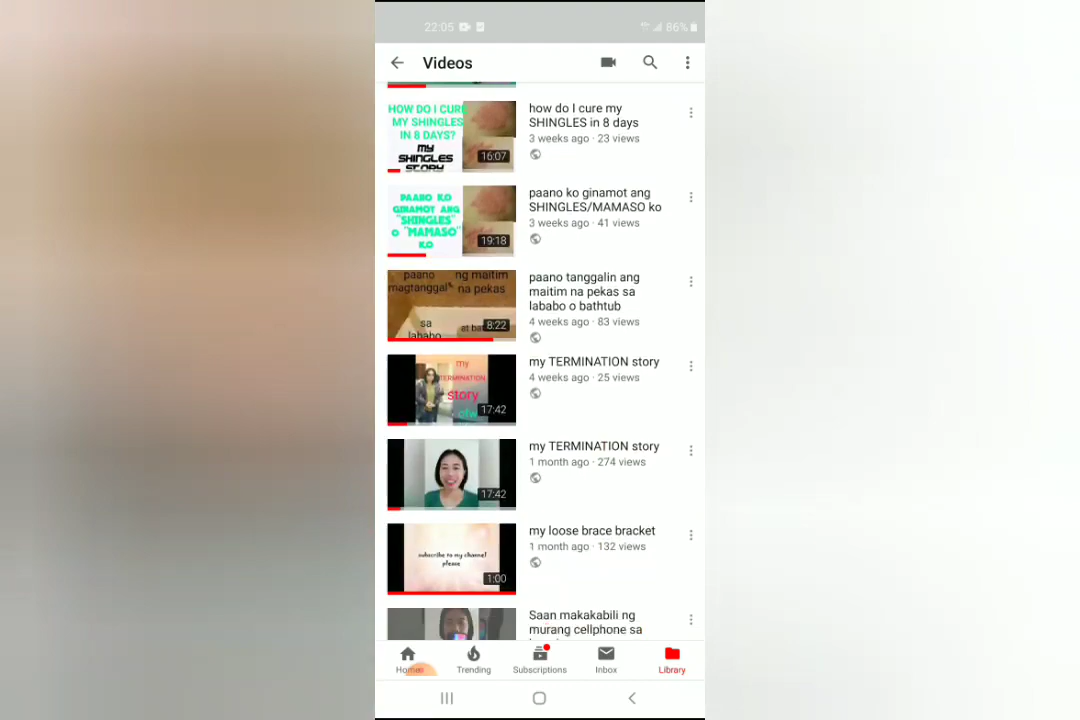 22:05 86%
Videos
HOW DO I CURE
MY SHINGLES
IN 8 DAYS?
MY
SHINGLES
STORY
16:07
how do I cure my
SHINGLES in 8 days
3 weeks ago · 23 views
PAANO KO
GINAMOT ANG
"SHINGLES"
O "MAMASO"
KO
19:18
paano ko ginamot ang
SHINGLES/MAMASO ko
3 weeks ago · 41 views
paano ng maitim
magtanggal na pekas
sa
lababo at ba
8:22
paano tanggalin ang
maitim na pekas sa
lababo o bathtub
4 weeks ago · 83 views
my
TERMINATION
story
ofw
17:42
my TERMINATION story
4 weeks ago · 25 views
17:42
my TERMINATION story
1 month ago · 274 views
subscribe to my channel
please
1:00
my loose brace bracket
1 month ago · 132 views
Saan makakabili ng
murang cellphone sa
Home Trending Subscriptions Inbox Library